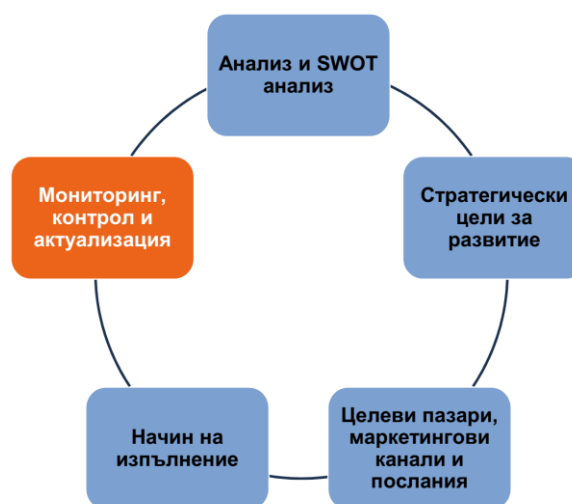 Анализ и SWOT
анализ
Стратегически
цели за
развитие
Целеви пазари,
маркетингови
канали и
послания
Начин на
изпълнение
Мониторинг,
контрол и
актуализация